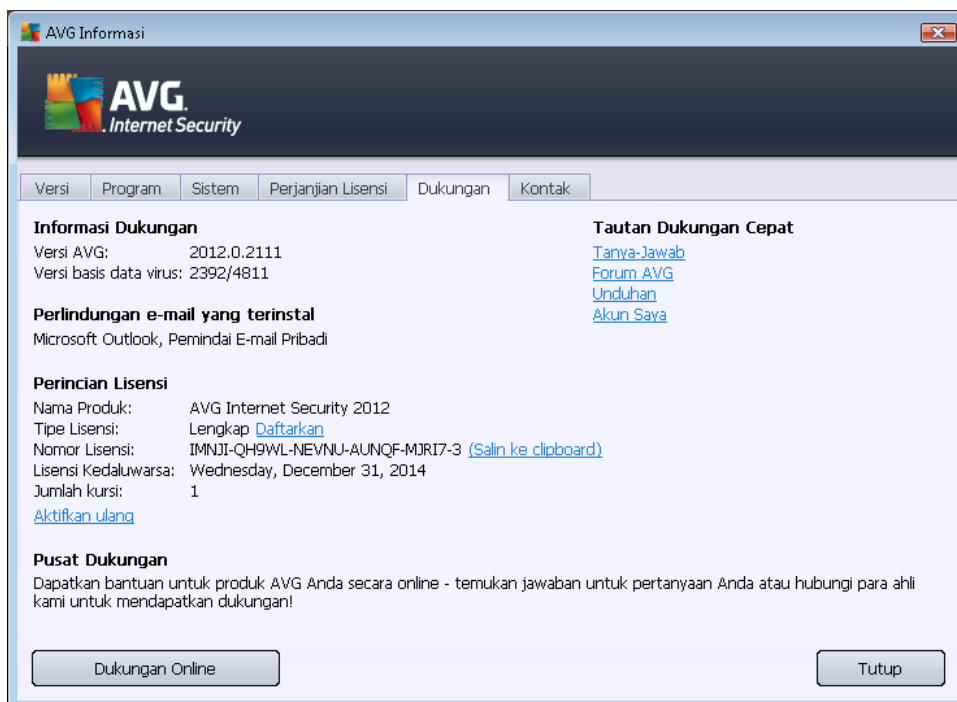 AVG Informasi
AVG.
Internet Security
Versi Program Sistem Perjanjian Lisensi Dukungan Kontak
Informasi Dukungan
Versi AVG: 2012.0.2111
Versi basis data virus: 2392/4811
Perlindungan e-mail yang terinstal
Microsoft Outlook, Pemindai E-mail Pribadi
Perincian Lisensi
Nama Produk: AVG Internet Security 2012
Tipe Lisensi: Lengkap Daftarkan
Nomor Lisensi: IMNJI-QH9WL-NEVNU-AUNQF-MJRI7-3 (Salin ke clipboard)
Lisensi Kedaluwarsa: Wednesday, December 31, 2014
Jumlah kursi: 1
Aktifkan ulang
Tautan Dukungan Cepat
Tanya-Jawab
Forum AVG
Unduhan
Akun Saya
Pusat Dukungan
Dapatkan bantuan untuk produk AVG Anda secara online - temukan jawaban untuk pertanyaan Anda atau hubungi para ahli
kami untuk mendapatkan dukungan!
Dukungan Online
Tutup